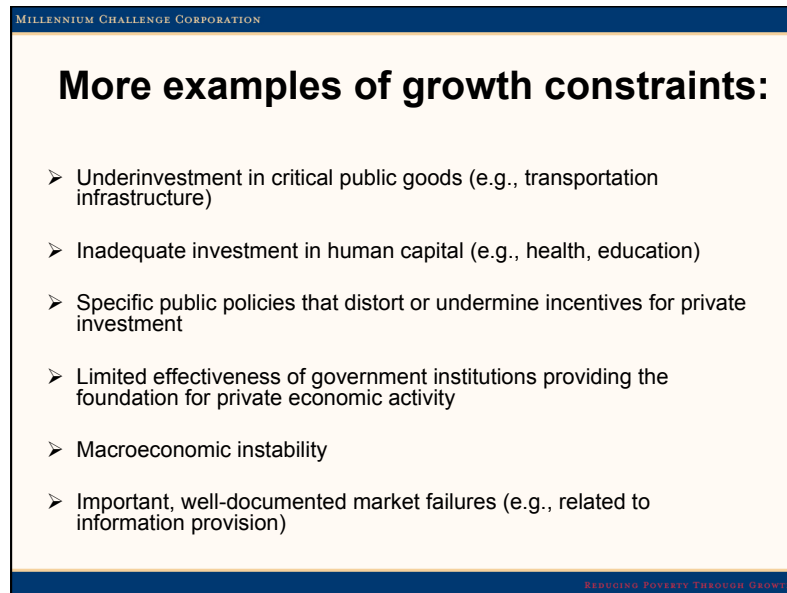 MILLENNIUM CHALLENGE CORPORATION
More examples of growth constraints:
➢ Underinvestment in critical public goods (e.g., transportation
infrastructure)
➢ Inadequate investment in human capital (e.g., health, education)
➢ Specific public policies that distort or undermine incentives for private
investment
➢ Limited effectiveness of government institutions providing the
foundation for private economic activity
➢ Macroeconomic instability
➢ Important, well-documented market failures (e.g., related to
information provision)
REDUCING POVERTY THROUGH GROWT